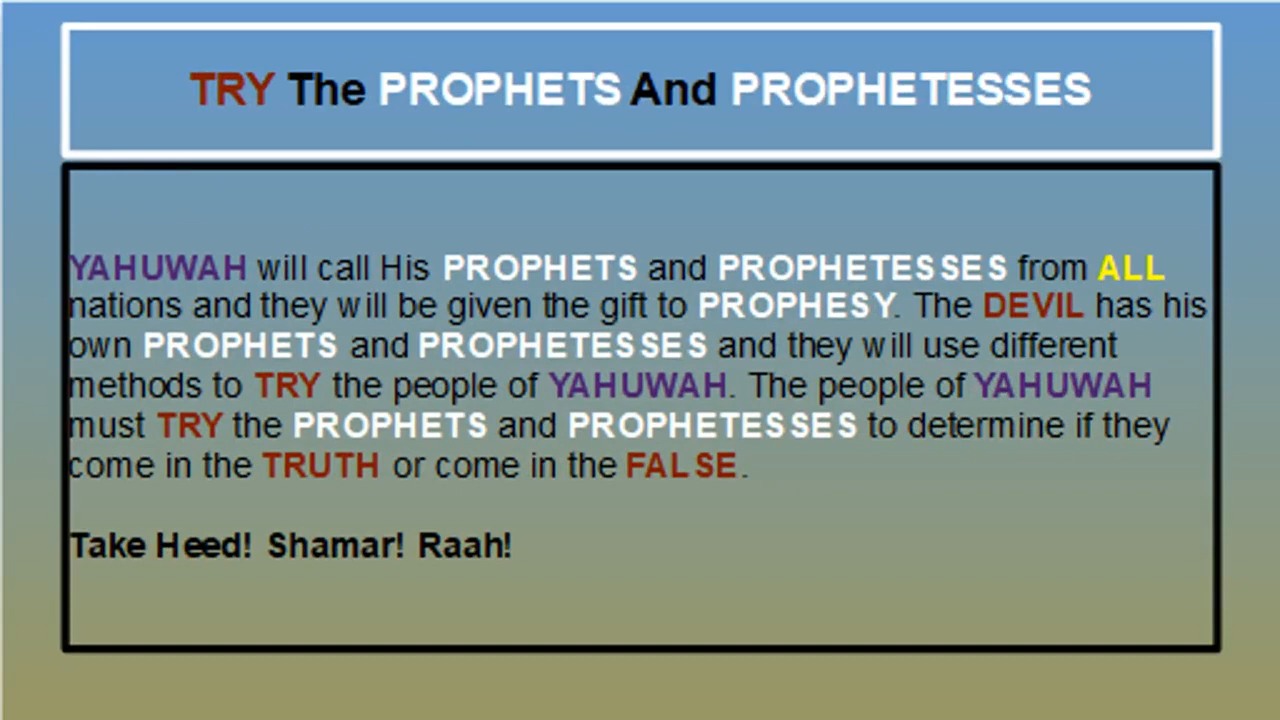 TRY The PROPHETS And PROPHETESSES
YAHUWAH will call His PROPHETS and PROPHETESSES from ALL
nations and they will be given the gift to PROPHESY. The DEVIL has his
own PROPHETS and PROPHETESSES and they will use different
methods to TRY the people of YAHUWAH. The people of YAHUWAH
must TRY the PROPHETS and PROPHETESSES to determine if they
come in the TRUTH or come in the FALSE.
Take Heed! Shamar! Raah!